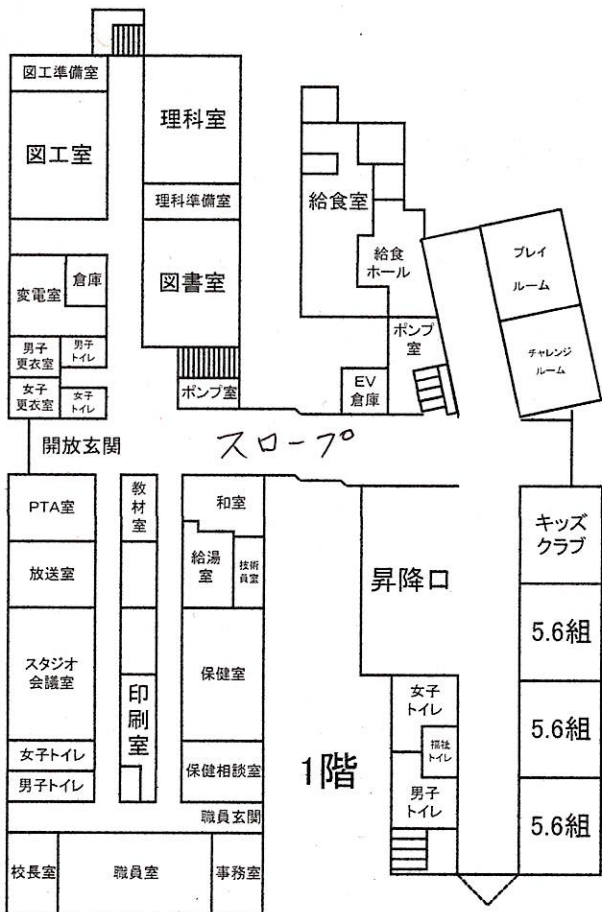 図工準備室
図工室
理科室
理科準備室
図書室
変電室
倉庫
男子
更衣室
男子
トイレ
女子
更衣室
女子
トイレ
ポンプ室
給食室
給食
ホール
ポンプ
室
EV
倉庫
プレイ
ルーム
チャレンジ
ルーム
開放玄関
スロープ
PTA室
放送室
スタジオ
会議室
女子トイレ
男子トイレ
教
材
室
印
刷
室
和室
給湯
室
技術
員室
保健室
保健相談室
職員玄関
校長室
職員室
事務室
1階
昇降口
女子
トイレ
福祉
トイレ
男子
トイレ
キッズ
クラブ
5.6組
5.6組
5.6組